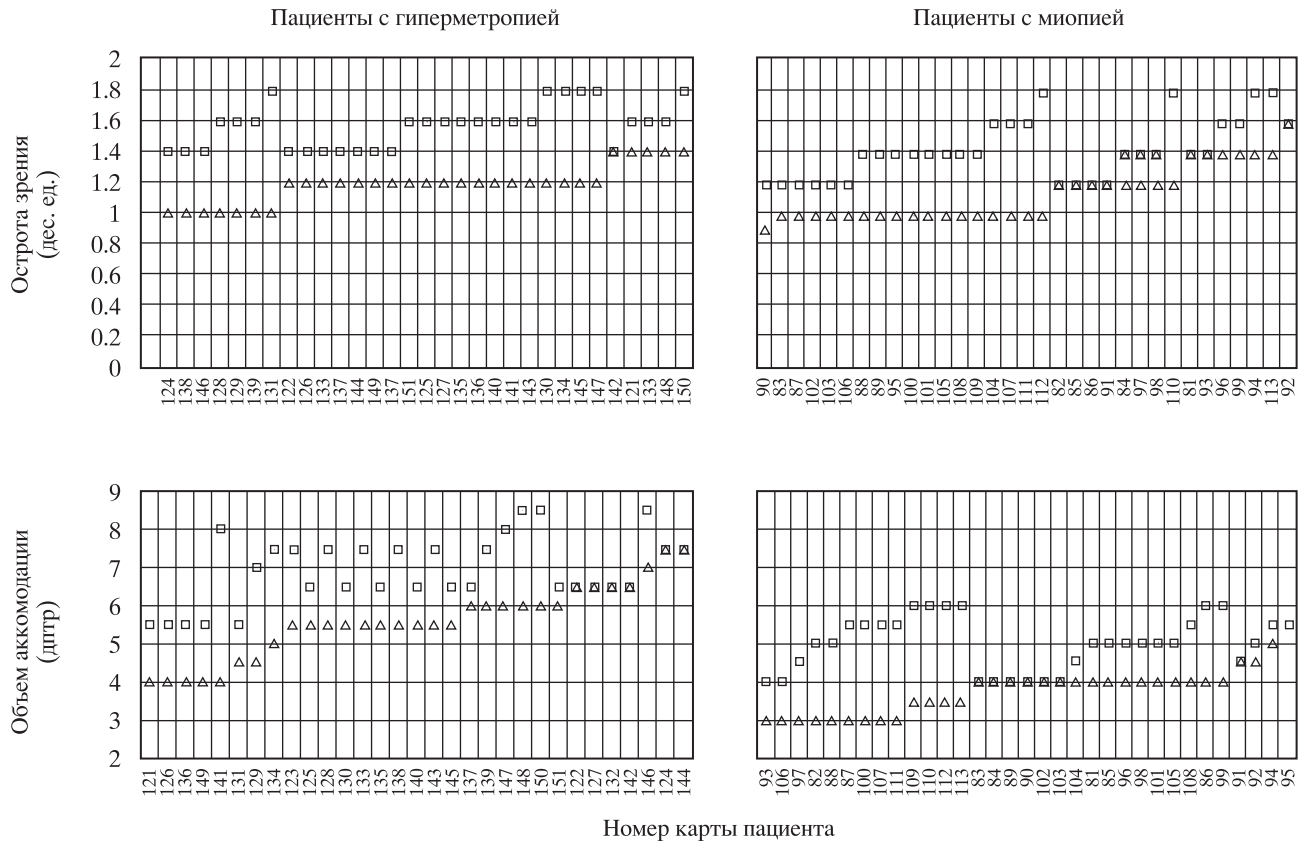 Пациенты с гиперметропией
Пациенты с миопией
Острота зрения
(дес. ед.)
2
1.8
1.6
1.4
1.2
1
0.8
0.6
0.4
0.2
0
124 138 146 128 129 139 131 122 126 133 137 144 149 137 151 125 127 135 136 140 141 143 130 134 145 147 142 121 133 148 150
90 83 87 102 103 106 88 89 95 100 101 105 108 109 104 107 111 112 82 85 86 91 84 97 98 110 81 93 96 99 94 113 92
Объем аккомодации
(дптр)
9
8
7
6
5
4
3
2
121 126 136 149 141 131 129 134 123 125 128 130 133 135 138 140 143 145 137 139 147 148 150 151 122 127 132 142 146 124 144
93 106 97 82 88 87 100 107 111 109 110 112 113 83 84 89 90 102 103 104 81 85 96 98 101 105 108 86 99 91 92 94 95
Номер карты пациента